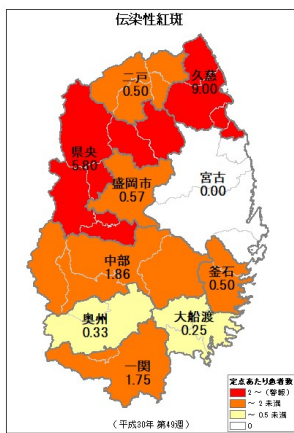 伝染性紅斑
二戸
0.50
久慈
9.00
県央
5.80
盛岡市
0.57
宮古
0.00
中部
1.86
釜石
0.50
奥州
0.33
大船渡
0.25
一関
1.75
定点あたり患者数
2～（警報）
～2未満
～0.5未満
0
（平成30年 第49週）